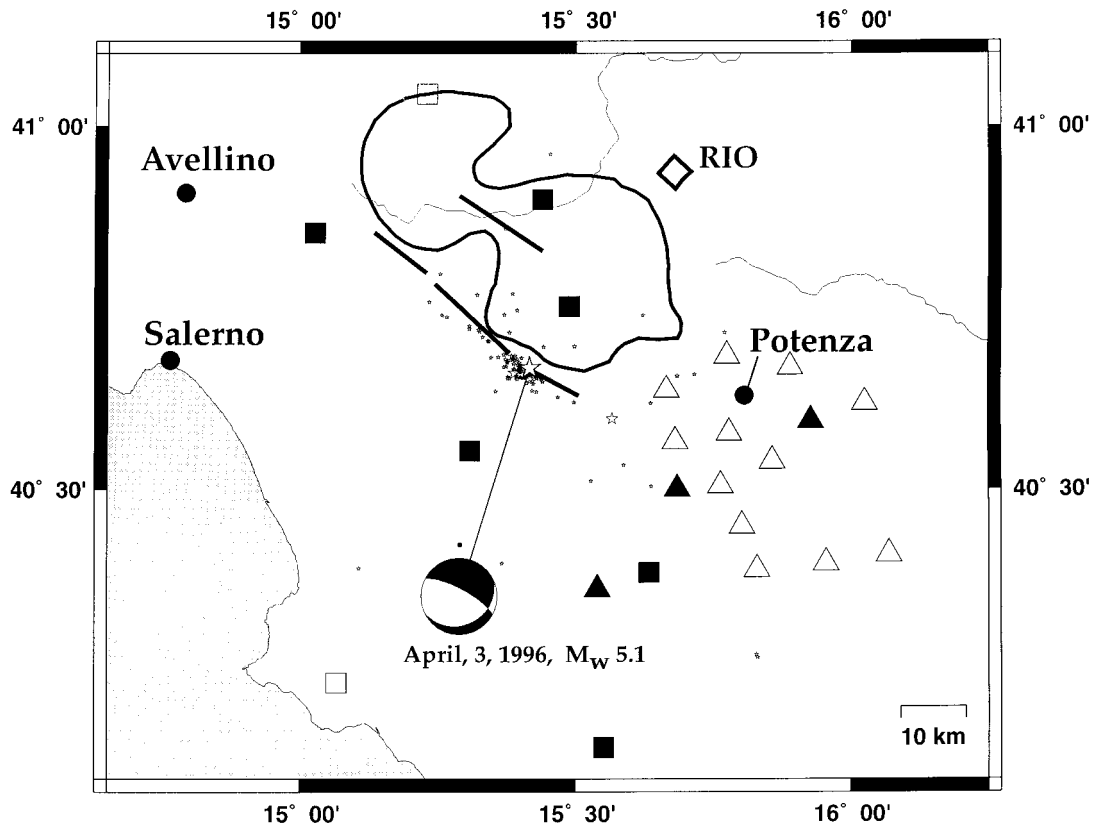 15° 00' 15° 30' 16° 00'
41° 00' 41° 00'
Avellino
RIO
Salerno
Potenza
40° 30' 40° 30'
April, 3, 1996, Mw 5.1
10 km
15° 00' 15° 30' 16° 00'